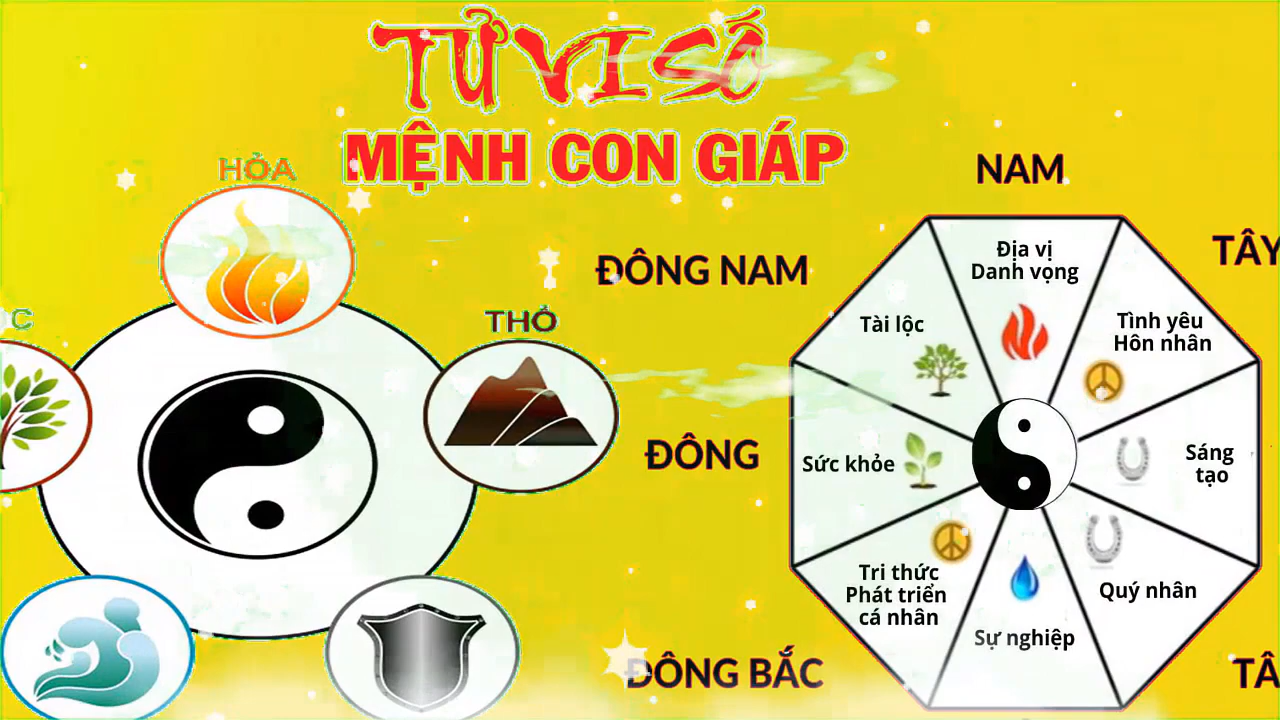 TỬ VI SỐ
MỆNH CON GIÁP
HỎA
C
THỔ
NAM
ĐÔNG NAM
TÂY
ĐÔNG
ĐÔNG BẮC
TÂ
Địa vị
Danh vọng
Tài lộc
Tình yêu
Hôn nhân
Sức khỏe
Sáng
tạo
Tri thức
Phát triển
cá nhân
Quý nhân
Sự nghiệp